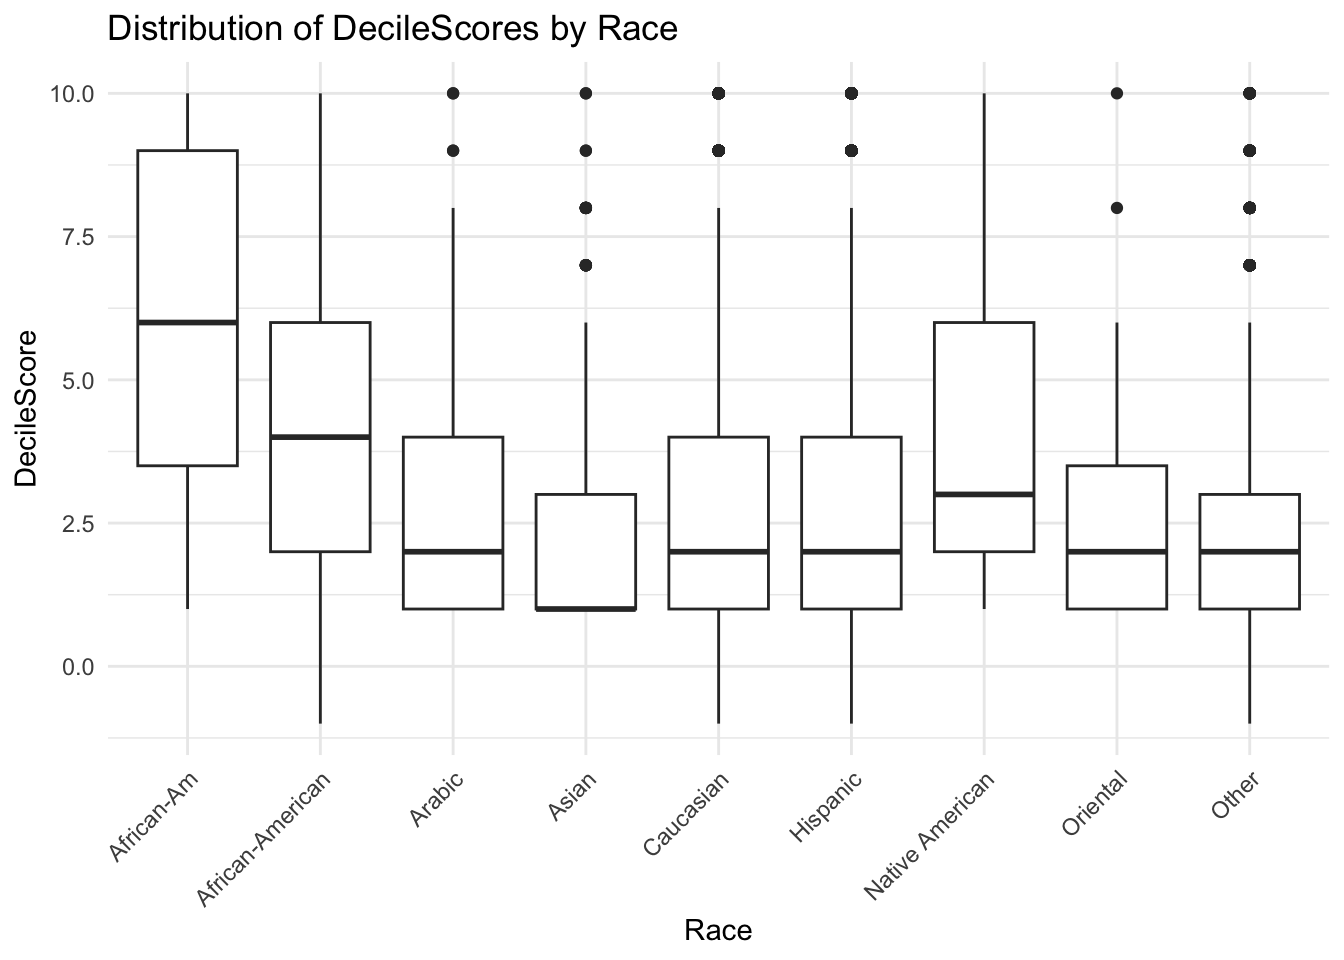 Distribution of DecileScores by Race
DecileScore
10.0
7.5
5.0
2.5
0.0
African-Am
African-American
Arabic
Asian
Caucasian
Hispanic
Native American
Oriental
Other
Race